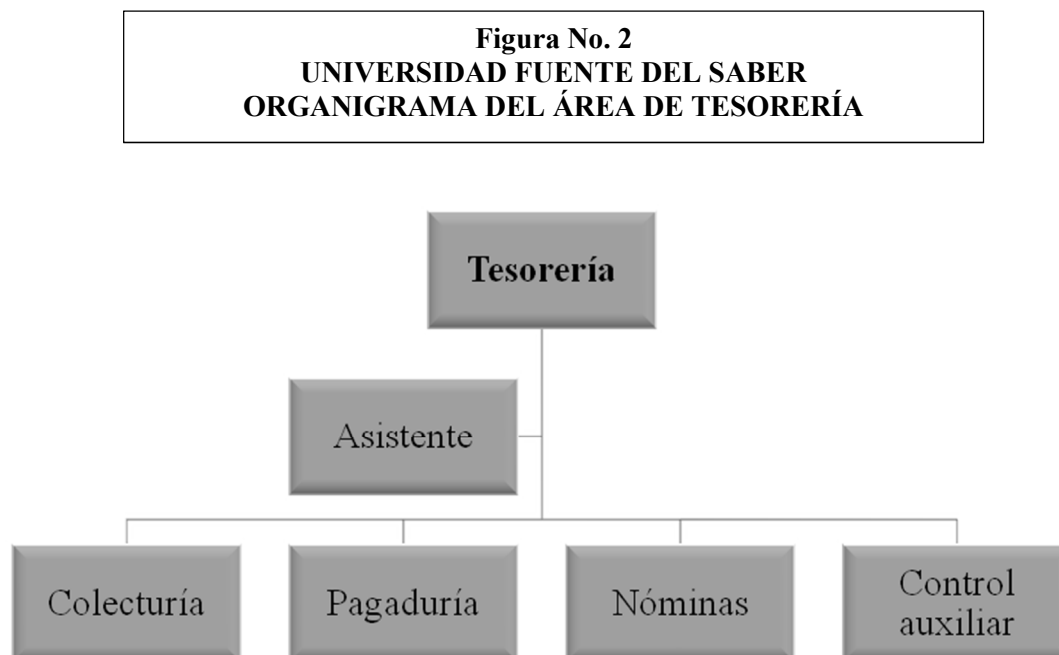 Figura No. 2
UNIVERSIDAD FUENTE DEL SABER
ORGANIGRAMA DEL ÁREA DE TESORERÍA
Tesorería
Asistente
Colecturía
Pagaduría
Nóminas
Control
auxiliar